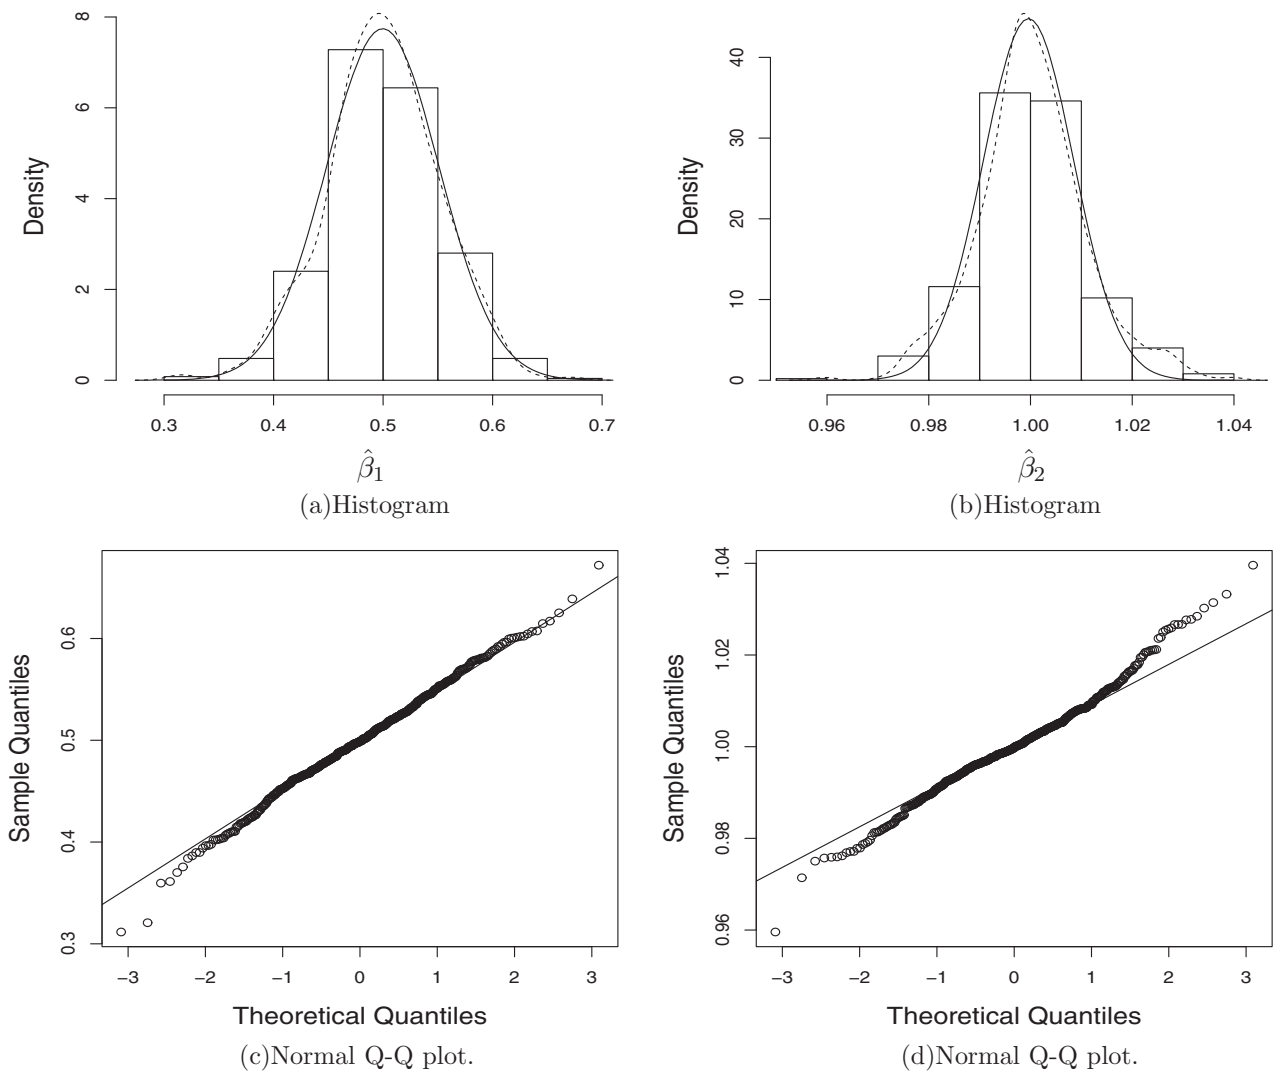 Density
0 2 4 6 8
0.3 0.4 0.5 0.6 0.7
β̂1
(a)Histogram
Density
0 10 20 30 40
0.96 0.98 1.00 1.02 1.04
β̂2
(b)Histogram
Sample Quantiles
0.3 0.4 0.5 0.6
−3 −2 −1 0 1 2 3
Theoretical Quantiles
(c)Normal Q-Q plot.
Sample Quantiles
0.96 0.98 1.00 1.02 1.04
−3 −2 −1 0 1 2 3
Theoretical Quantiles
(d)Normal Q-Q plot.